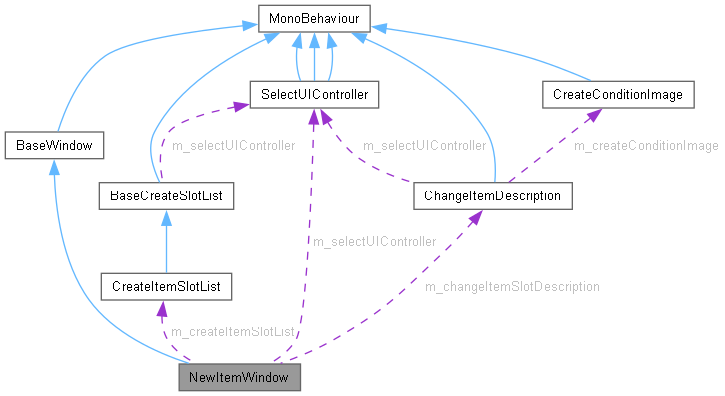 MonoBehaviour
SelectUIController
CreateConditionImage
BaseWindow
m_selectUIController
m_selectUIController
m_createConditionImage
BaseCreateSlotList
ChangeItemDescription
m_selectUIController
CreateItemSlotList
m_changeItemSlotDescription
m_createItemSlotList
NewItemWindow